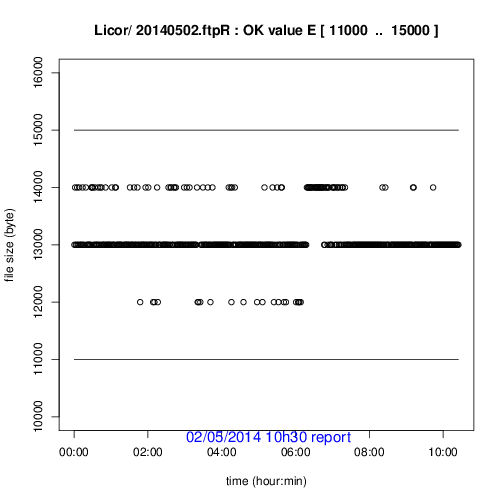 Licor/ 20140502.ftpR : OK value E [ 11000 .. 15000 ]
file size (byte)
16000
15000
14000
13000
12000
11000
10000
02/05/2014 10h30 report
00:00 02:00 04:00 06:00 08:00 10:00
time (hour:min)